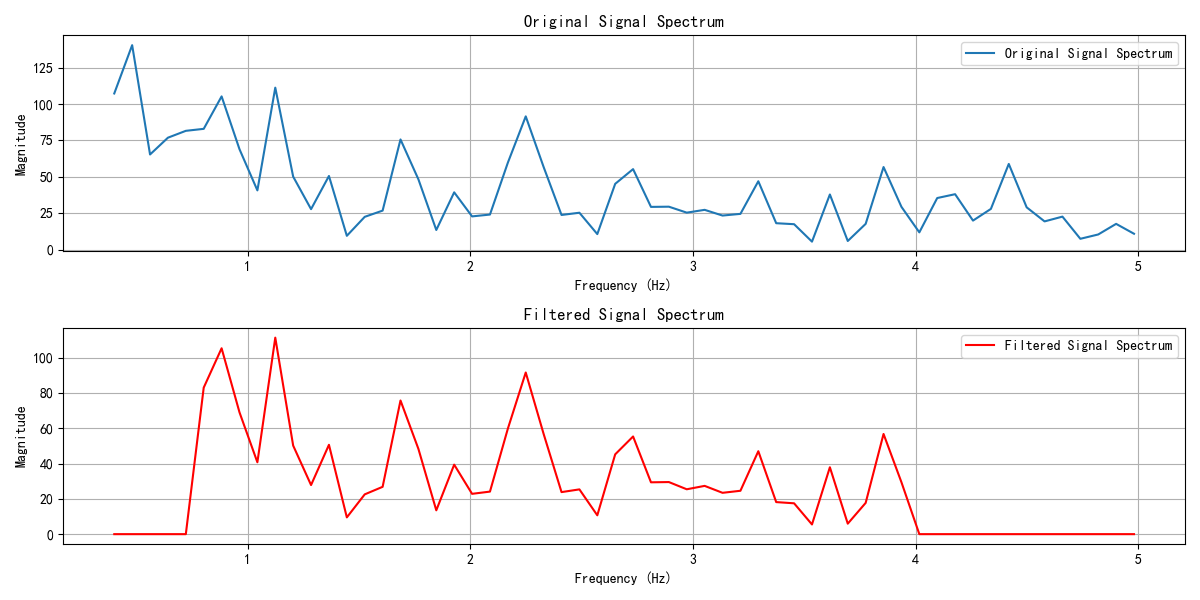 Original Signal Spectrum
Original Signal Spectrum
125
100
75
50
25
0
Magnitude
1 2 3 4 5
Frequency (Hz)
Filtered Signal Spectrum
Filtered Signal Spectrum
100
80
60
40
20
0
Magnitude
1 2 3 4 5
Frequency (Hz)